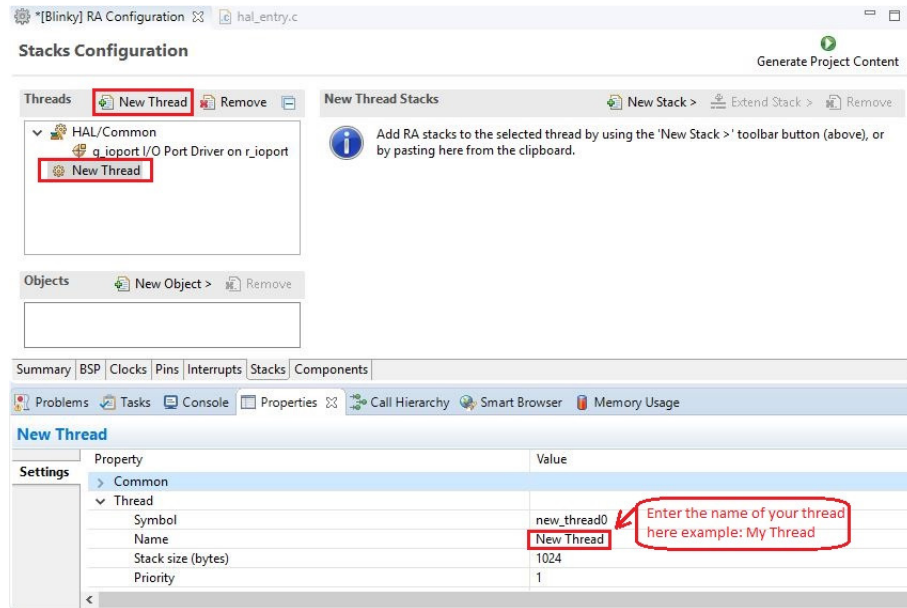 *[Blinky] RA Configuration
hal_entry.c
Stacks Configuration
Generate Project Content
Threads
New Thread
Remove
HAL/Common
g_ioport I/O Port Driver on r_ioport
New Thread
New Thread Stacks
New Stack >
Extend Stack >
Remove
Add RA stacks to the selected thread by using the 'New Stack >' toolbar button (above), or
by pasting here from the clipboard.
Objects
New Object >
Remove
Summary BSP Clocks Pins Interrupts Stacks Components
Problems Tasks Console Properties Call Hierarchy Smart Browser Memory Usage
New Thread
Settings
Property Value
Common
Thread
Symbol new_thread0
Name New Thread
Stack size (bytes) 1024
Priority 1
Enter the name of your thread
here example: My Thread